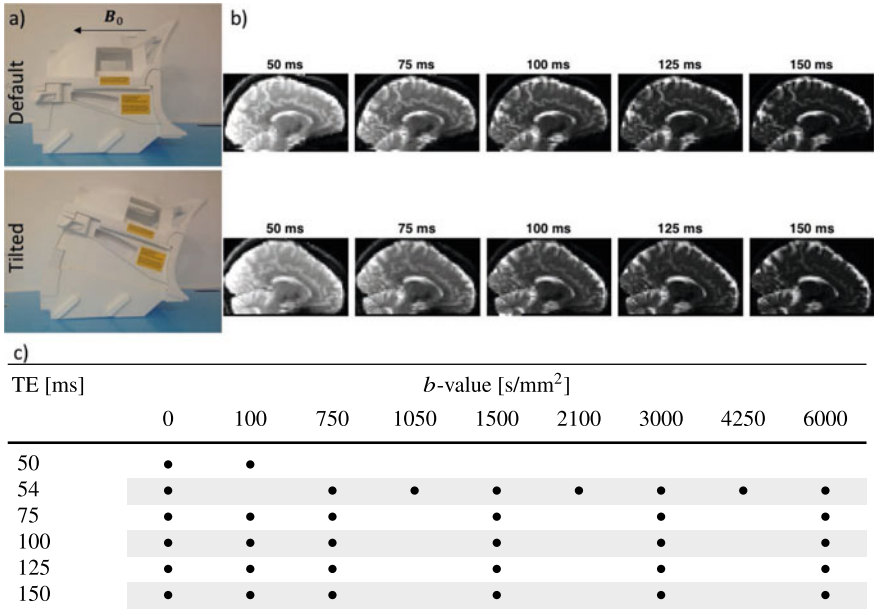 a)
B₀
Default
Tilted
b)
50 ms 75 ms 100 ms 125 ms 150 ms
50 ms 75 ms 100 ms 125 ms 150 ms
c)
TE [ms] b-value [s/mm²]
0 100 750 1050 1500 2100 3000 4250 6000
50 • •
54 • • • • • • • •
75 • • • • • •
100 • • • • • •
125 • • • • • •
150 • • • • • •